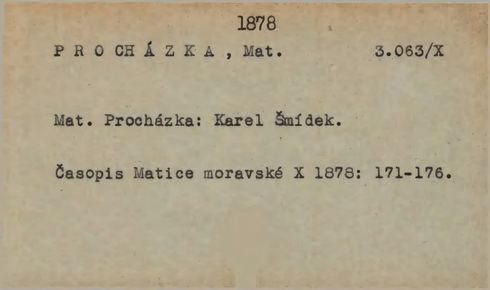 1878
P R O CH Á Z K A , Mat. 3.063/X
Mat. Procházka: Karel Šmídek.
Časopis Matice moravské X 1878: 171-176.